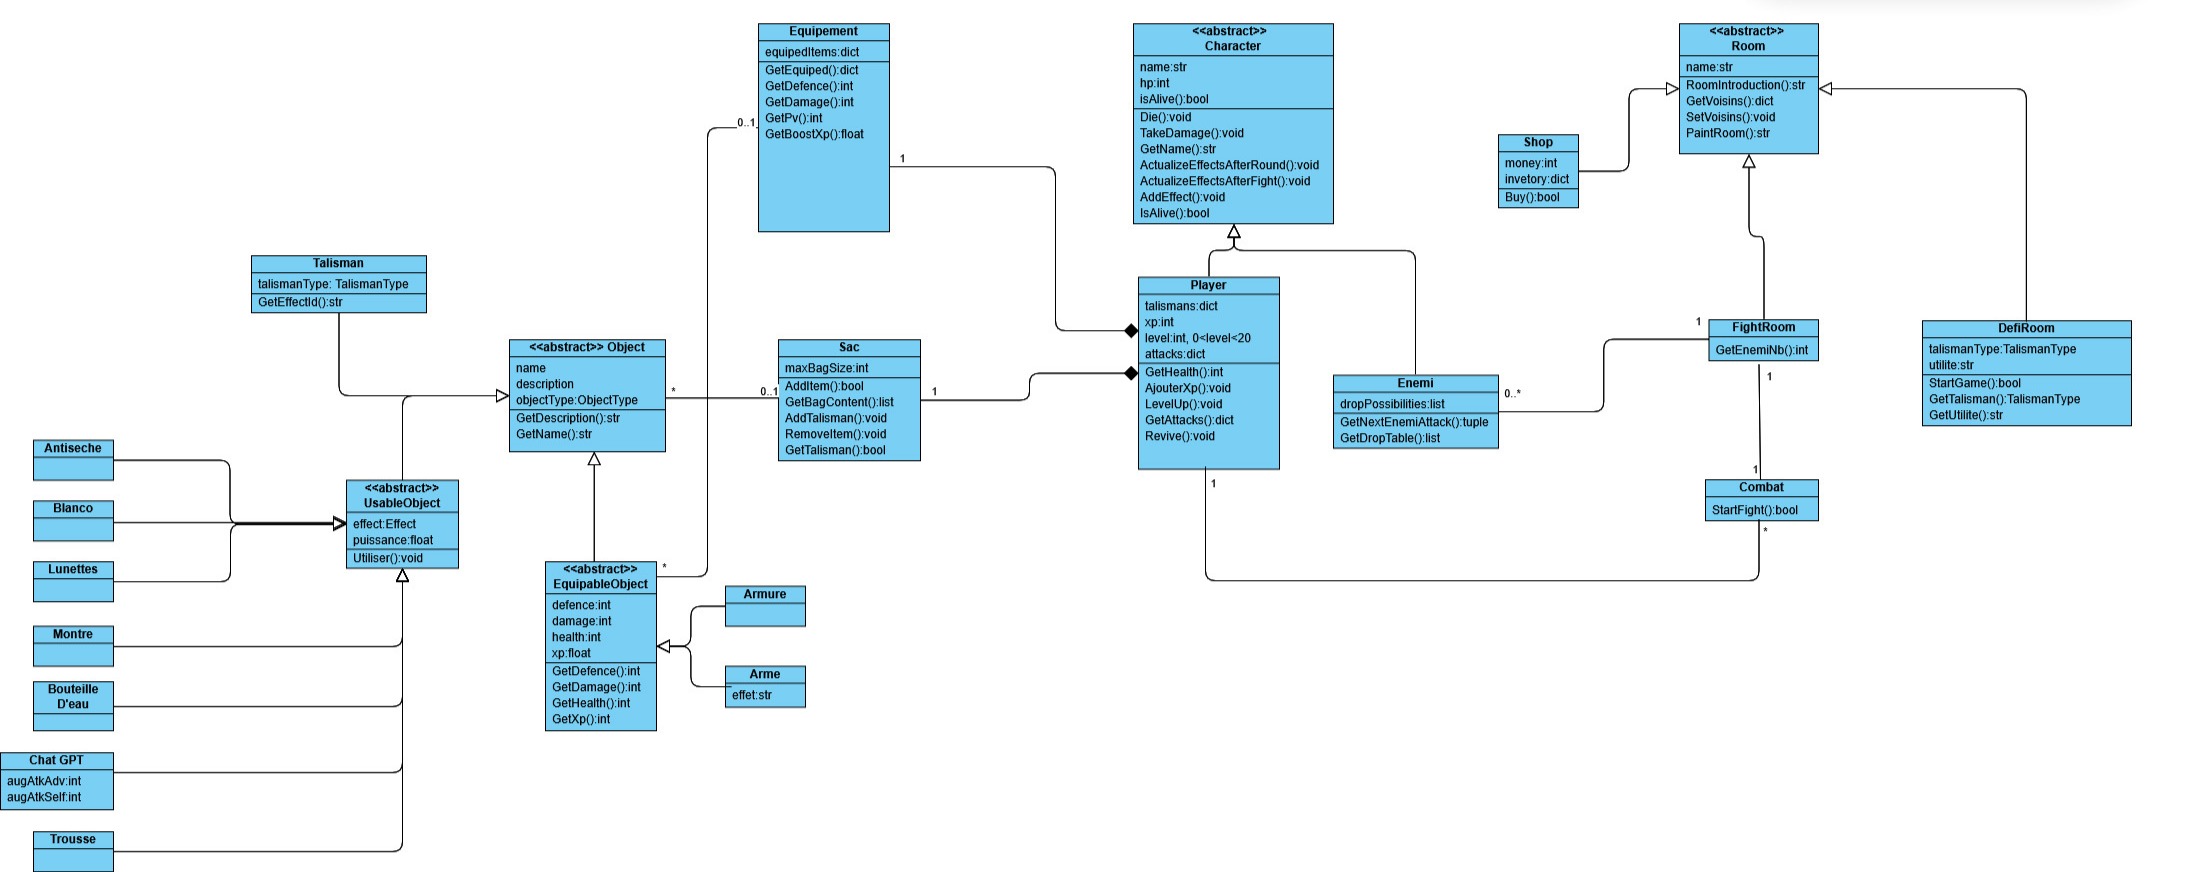 Equipement
equipedItems:dict
GetEquiped():dict
GetDefence():int
GetDamage():int
GetPv():int
GetBoostXp():float
0..1
1
<<abstract>>
Character
name:str
hp:int
isAlive():bool
Die():void
TakeDamage():void
GetName():str
ActualizeEffectsAfterRound():void
ActualizeEffectsAfterFight():void
AddEffect():void
IsAlive():bool
<<abstract>>
Room
name:str
RoomIntroduction():str
GetVoisins():dict
SetVoisins():void
PaintRoom():str
Shop
money:int
invetory:dict
Buy():bool
Talisman
talismanType: TalismanType
GetEffectId():str
<<abstract>> Object
name
description
objectType:ObjectType
GetDescription():str
GetName():str
*
0..1
Sac
maxBagSize:int
AddItem():bool
GetBagContent():list
AddTalisman():void
RemoveItem():void
GetTalisman():bool
1
Player
talismans:dict
xp:int
level:int, 0<level<20
attacks:dict
GetHealth():int
AjouterXp():void
LevelUp():void
GetAttacks():dict
Revive():void
1
Enemi
dropPossibilities:list
GetNextEnemiAttack():tuple
GetDropTable():list
0..*
1
FightRoom
GetEnemiNb():int
1
1
Combat
StartFight():bool
*
DefiRoom
talismanType:TalismanType
utilite:str
StartGame():bool
GetTalisman():TalismanType
GetUtilite():str
Antiseche
Blanco
Lunettes
Montre
Bouteille
D'eau
Chat GPT
augAtkAdv:int
augAtkSelf:int
Trousse
<<abstract>>
UsableObject
effect:Effect
puissance:float
Utiliser():void
<<abstract>>
EquipableObject
defence:int
damage:int
health:int
xp:float
GetDefence():int
GetDamage():int
GetHealth():int
GetXp():int
*
Armure
Arme
effet:str